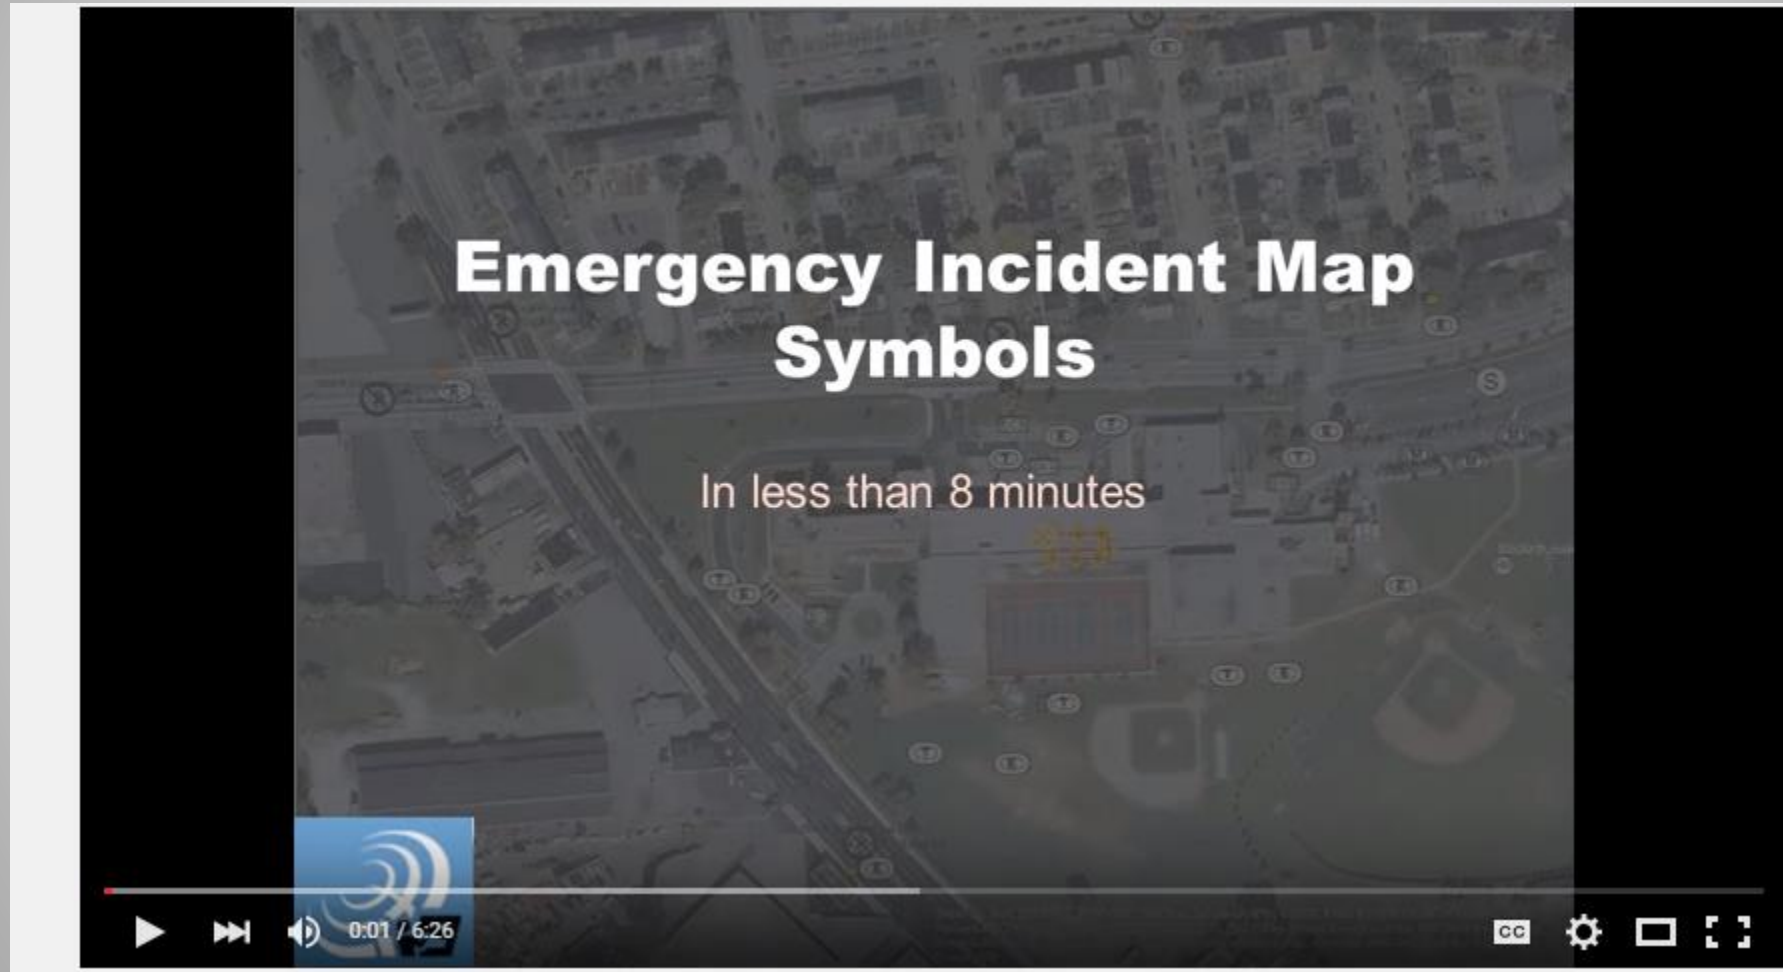 Emergency Incident Map
Symbols
In less than 8 minutes
S
0:01 / 6:26
CC